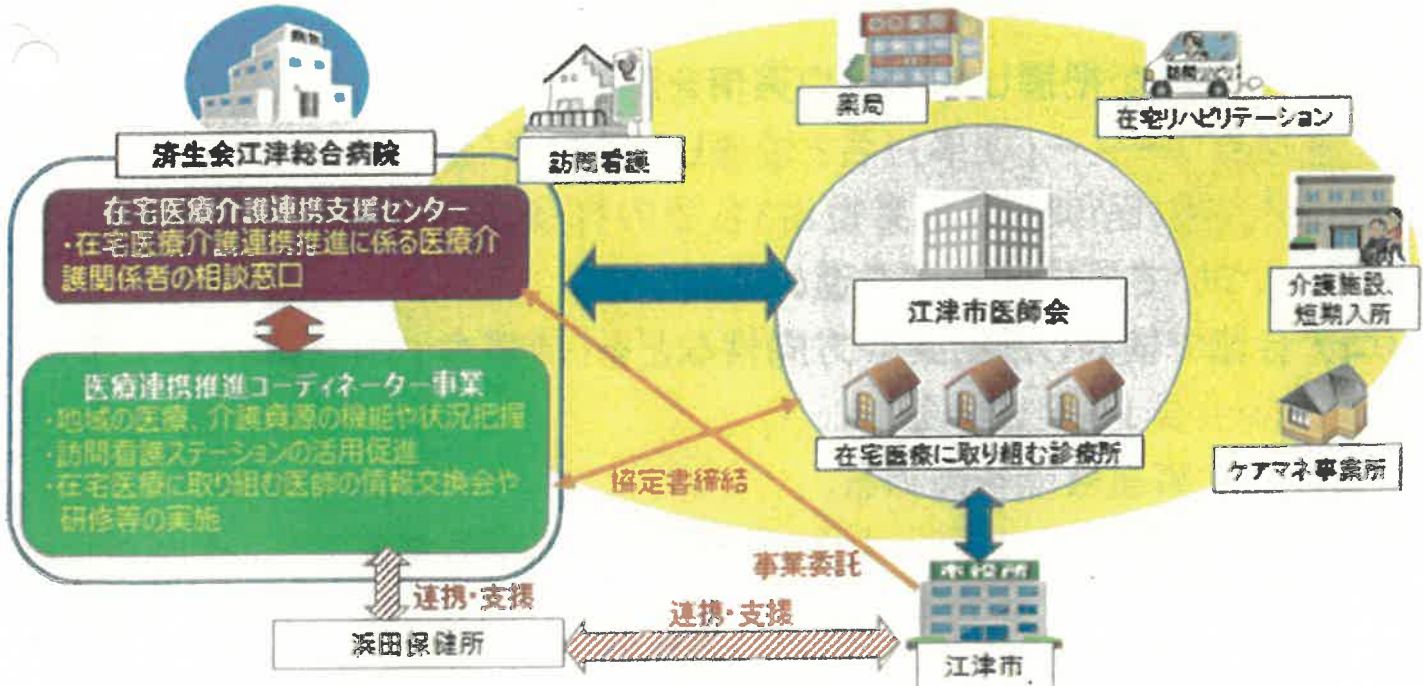 病院
済生会江津総合病院
在宅医療介護連携支援センター
・在宅医療介護連携推進に係る医療介
護関係者の相談窓口
医療連携推進コーディネーター事業
・地域の医療、介護資源の機能や状況把握
・訪問看護ステーションの活用促進
・在宅医療に取り組む医師の情報交換会や
研修等の実施
連携・支援
浜田保健所
訪問看護
薬局
訪問
在宅リハビリテーション
介護施設、
短期入所
ケアマネ事業所
江津市医師会
在宅医療に取り組む診療所
協定書締結
事業委託
連携・支援
市役所
江津市